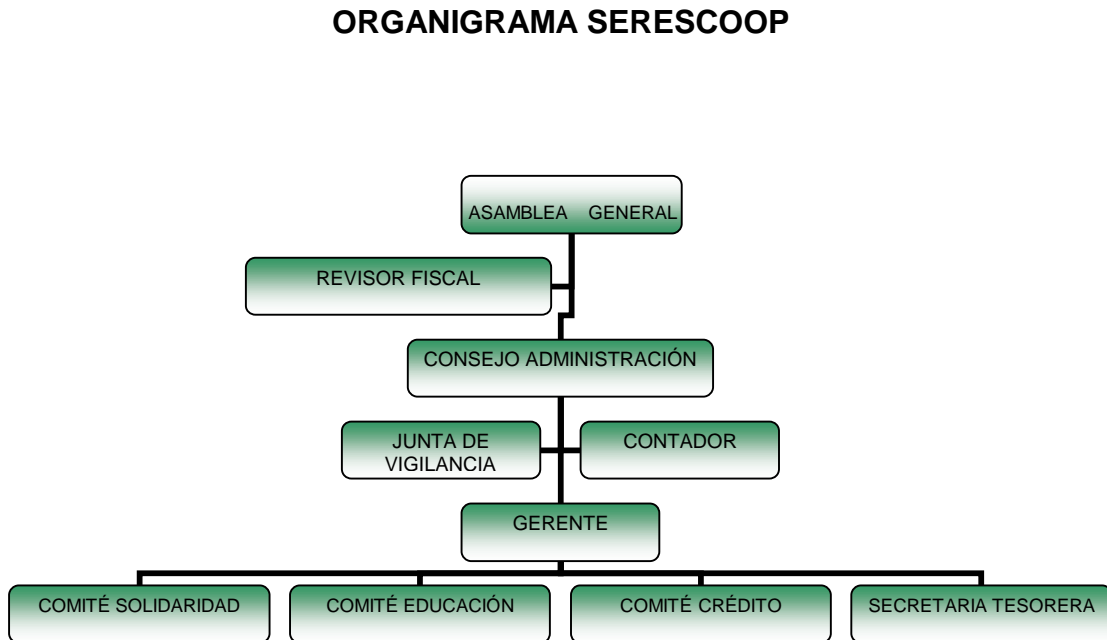 ORGANIGRAMA SERESCOOP
ASAMBLEA GENERAL
REVISOR FISCAL
CONSEJO ADMINISTRACIÓN
JUNTA DE
VIGILANCIA
CONTADOR
GERENTE
COMITÉ SOLIDARIDAD
COMITÉ EDUCACIÓN
COMITÉ CRÉDITO
SECRETARIA TESORERA